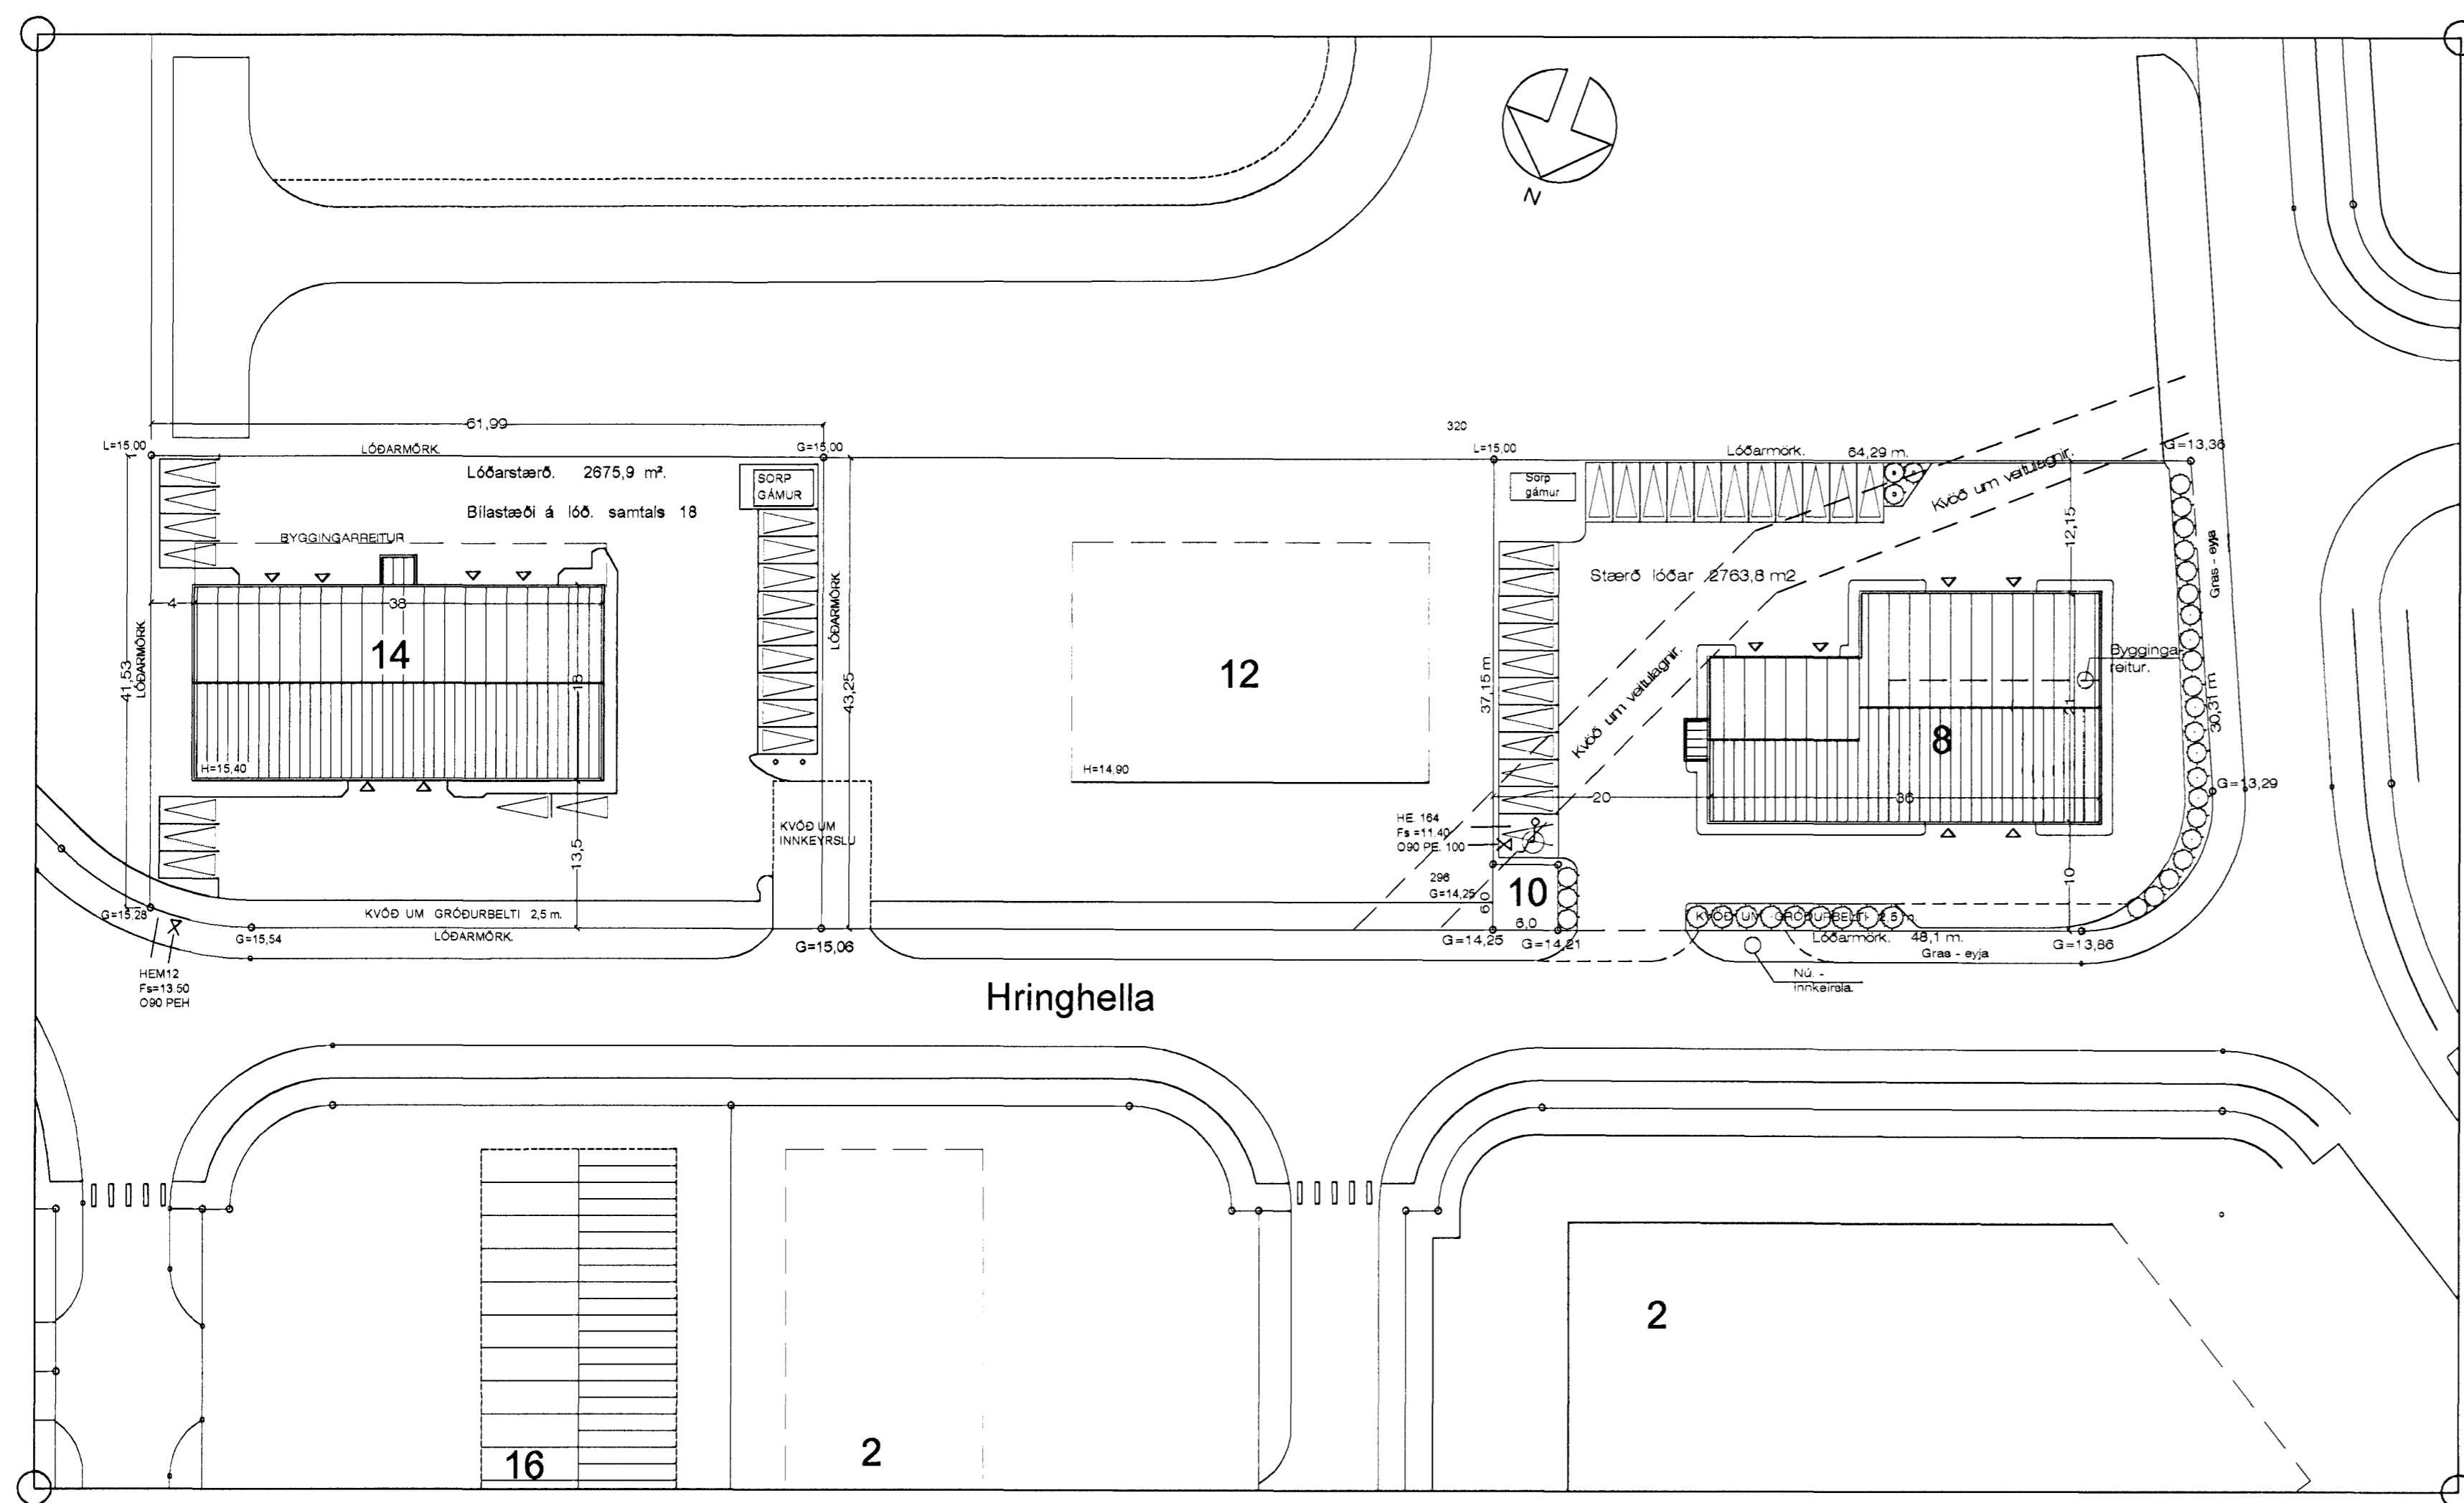 N
61,99
L=15,00
LÓÐARMÖRK.
G=15,00
Lóðarstærð. 2675,9 m².
Bílastæði á lóð. samtals 18
SORP
GÁMUR
BYGGINGARREITUR
4
38
14
18
H=15,40
41,53
LÓÐARMÖRK
LÓÐARMÖRK
43,25
13,5
KVÖÐ UM
INNKEYRSLU
KVÖÐ UM GRÓÐURBELTI 2,5 m.
LÓÐARMÖRK.
G=15,28
G=15,54
G=15,06
HEM12
Fs=13.50
O90 PEH
12
H=14,90
320
L=15,00
Lóðarmörk. 64,29 m.
G=13,36
Sorp
gámur
Kvöð um veitulagnir.
12,15
Gras - eyja
Stærð lóðar 2763,8 m2
Kvöð um veitulagnir.
37,15 m.
Bygginga-
reitur.
21
8
30,31 m
G=13,29
20
36
HE. 164
Fs =11.40
O90 PE. 100
296
G=14,25
10
6,0
6,0
G=14,25
G=14,21
10
KVÖÐ UM GRÓÐURBELTI 2,5 m
Lóðarmörk. 48,1 m.
G=13,86
Gras - eyja
Nú. -
innkeirsla.
Hringhella
16
2
2